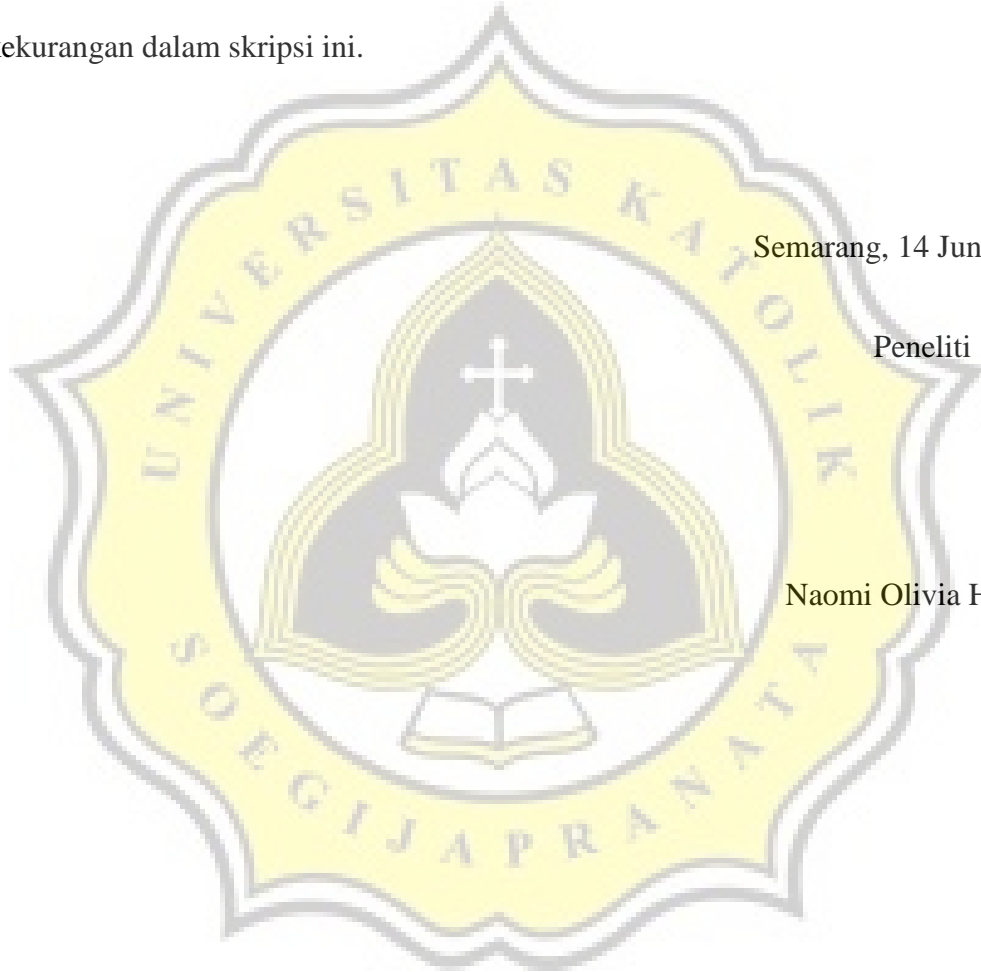 kekurangan dalam skripsi ini.
Semarang, 14 Jun
Peneliti
Naomi Olivia H
UNIVERSITAS KATOLIK
SOEGIJAPRANATA